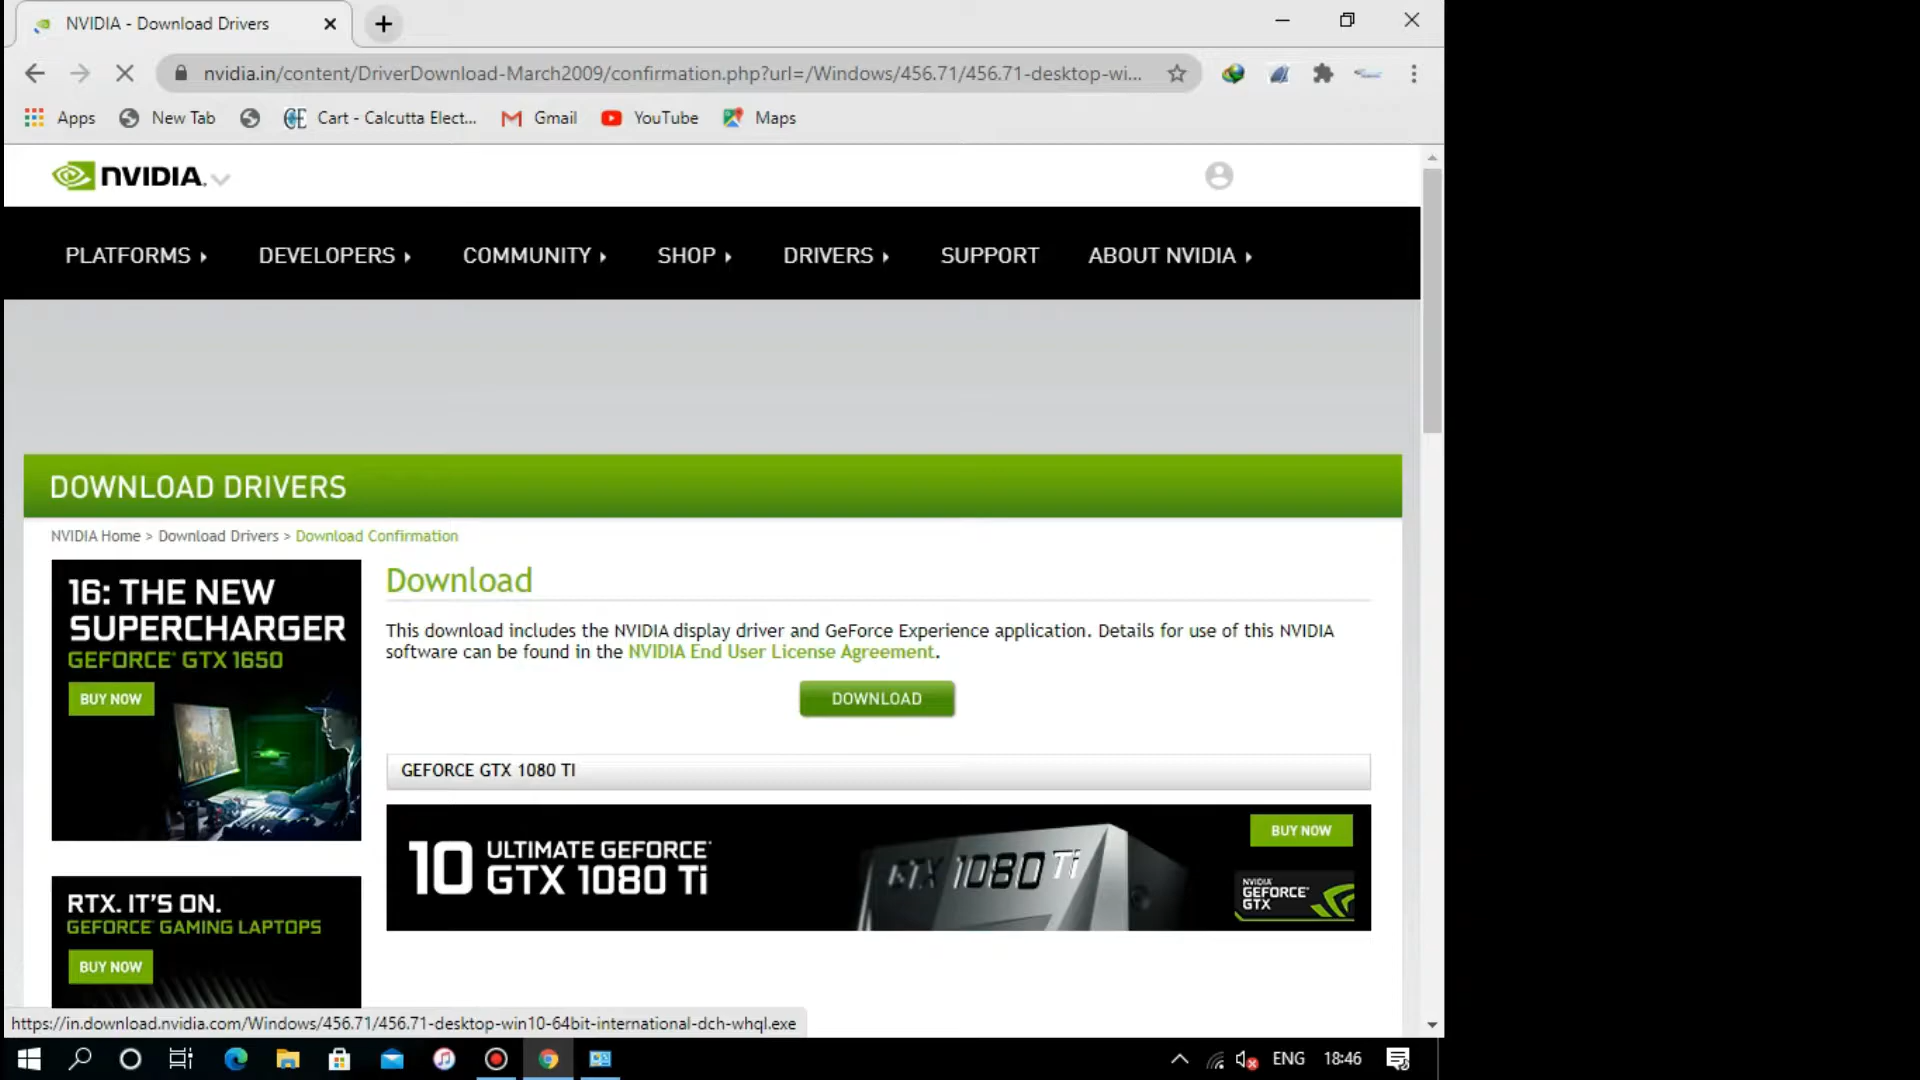 NVIDIA - Download Drivers
nvidia.in/content/DriverDownload-March2009/confirmation.php?url=/Windows/456.71/456.71-desktop-wi...
Apps New Tab Cart - Calcutta Elect... Gmail YouTube Maps
NVIDIA.
PLATFORMS DEVELOPERS COMMUNITY SHOP DRIVERS SUPPORT ABOUT NVIDIA
DOWNLOAD DRIVERS
NVIDIA Home > Download Drivers > Download Confirmation
16: THE NEW
SUPERCHARGER
GEFORCE® GTX 1650
BUY NOW
Download
This download includes the NVIDIA display driver and GeForce Experience application. Details for use of this NVIDIA
software can be found in the NVIDIA End User License Agreement.
DOWNLOAD
GEFORCE GTX 1080 TI
10 ULTIMATE GEFORCE®
GTX 1080 Ti
GTX 1080 Ti
BUY NOW
NVIDIA
GEFORCE®
GTX
RTX. IT'S ON.
GEFORCE® GAMING LAPTOPS
BUY NOW
https://in.download.nvidia.com/Windows/456.71/456.71-desktop-win10-64bit-international-dch-whql.exe
ENG 18:46